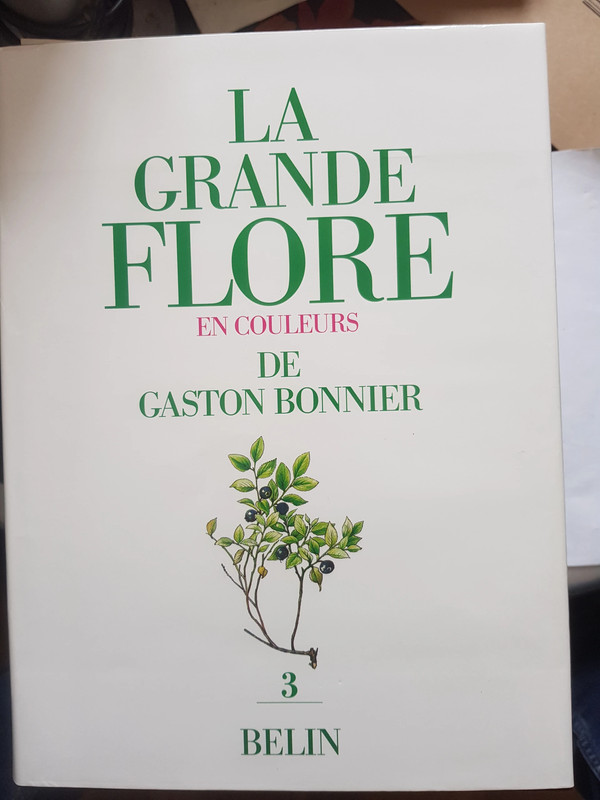 LA
GRANDE
FLORE
EN COULEURS
DE
GASTON BONNIER
3
BELIN